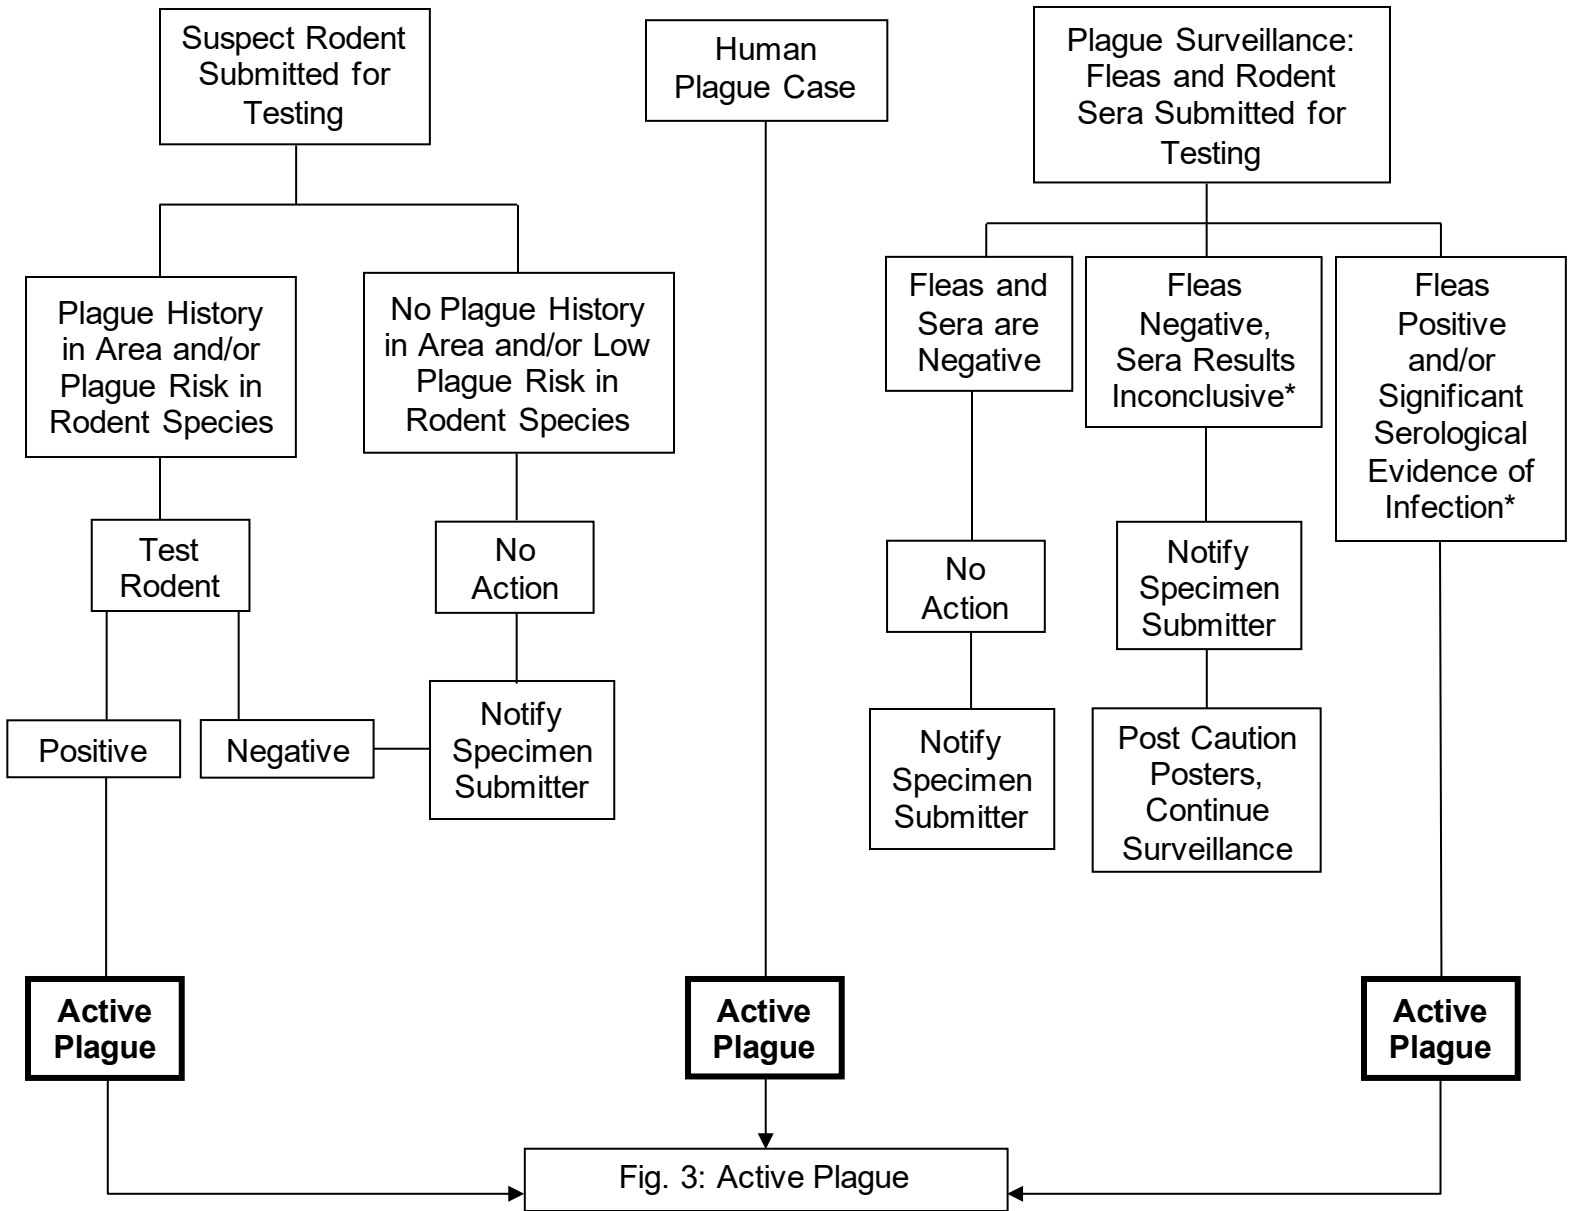 Suspect Rodent
Submitted for
Testing
Human
Plague Case
Plague Surveillance:
Fleas and Rodent
Sera Submitted for
Testing
Plague History
in Area and/or
Plague Risk in
Rodent Species
No Plague History
in Area and/or Low
Plague Risk in
Rodent Species
Fleas and
Sera are
Negative
Fleas
Negative,
Sera Results
Inconclusive*
Fleas
Positive
and/or
Significant
Serological
Evidence of
Infection*
Test
Rodent
No
Action
No
Action
Notify
Specimen
Submitter
Positive
Negative
Notify
Specimen
Submitter
Notify
Specimen
Submitter
Post Caution
Posters,
Continue
Surveillance
Active
Plague
Active
Plague
Active
Plague
Fig. 3: Active Plague